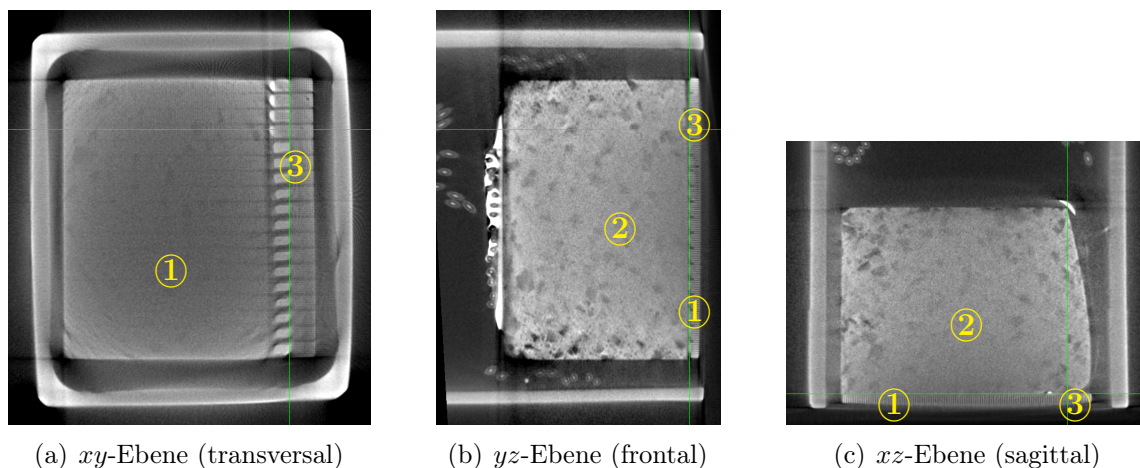 ③
①
③
②
①
②
①
③
(a) xy-Ebene (transversal)
(b) yz-Ebene (frontal)
(c) xz-Ebene (sagittal)